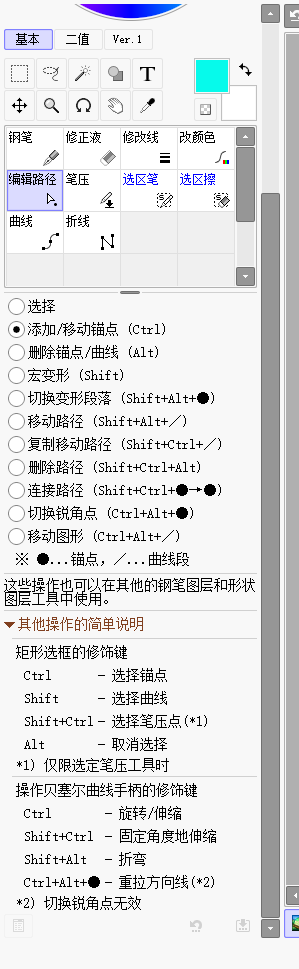 基本 二值 Ver.1
T
钢笔 修正液 修改线 改颜色
编辑路径 笔压 选区笔 选区擦
曲线 折线
选择
添加/移动锚点 (Ctrl)
删除锚点/曲线 (Alt)
宏变形 (Shift)
切换变形段落 (Shift+Alt+●)
移动路径 (Shift+Alt+／)
复制移动路径 (Shift+Ctrl+／)
删除路径 (Shift+Ctrl+Alt)
连接路径 (Shift+Ctrl+●→●)
切换锐角点 (Ctrl+Alt+●)
移动图形 (Ctrl+Alt+／)
※ ●...锚点，／...曲线段
这些操作也可以在其他的钢笔图层和形状
图层工具中使用。
其他操作的简单说明
矩形选框的修饰键
Ctrl - 选择锚点
Shift - 选择曲线
Shift+Ctrl - 选择笔压点(*1)
Alt - 取消选择
*1) 仅限选定笔压工具时
操作贝塞尔曲线手柄的修饰键
Ctrl - 旋转/伸缩
Shift+Ctrl - 固定角度地伸缩
Shift+Alt - 折弯
Ctrl+Alt+● - 重拉方向线(*2)
*2) 切换锐角点无效